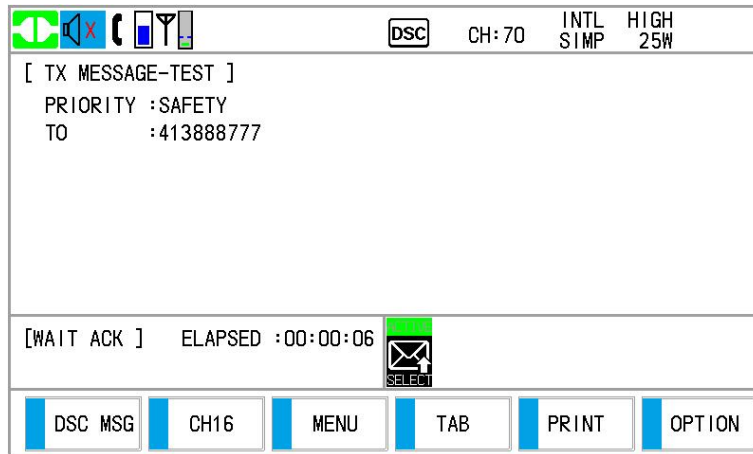 DSC CH:70 INTL HIGH
SIMP 25W
[ TX MESSAGE-TEST ]
PRIORITY :SAFETY
TO :413888777
[WAIT ACK ] ELAPSED :00:00:06
SELECT
DSC MSG CH16 MENU TAB PRINT OPTION